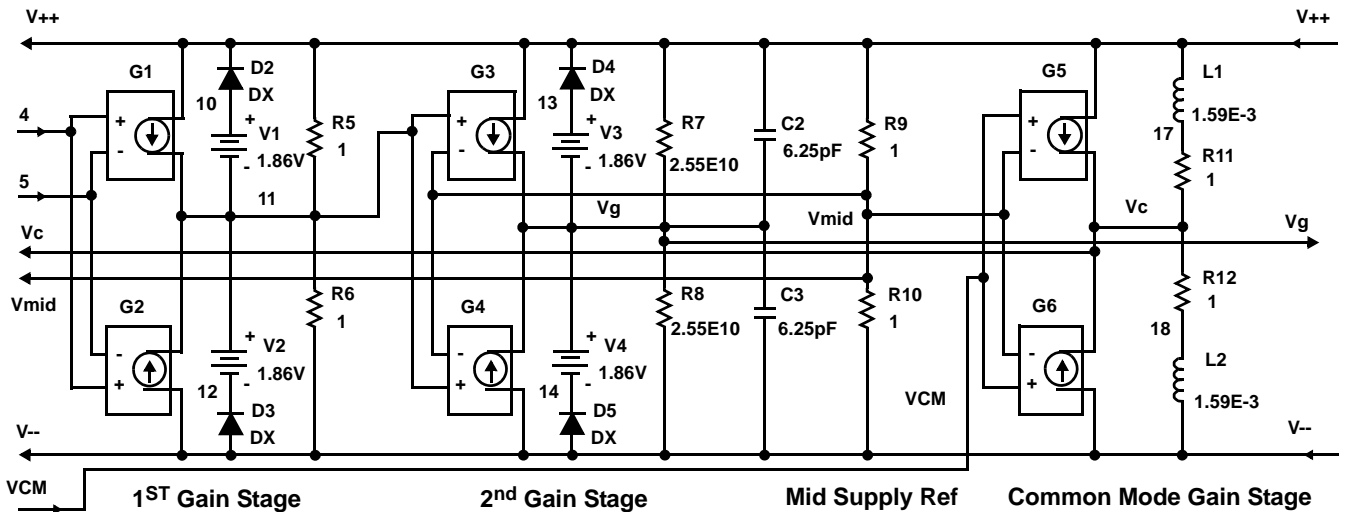 V++
V++
G1
D2
DX
10
G3
D4
DX
13
G5
L1
1.59E-3
4
+
-
+
V1
1.86V
-
R5
1
+
-
+
V3
1.86V
R7
2.55E10
C2
6.25pF
R9
1
+
-
17
R11
1
5
11
Vg
Vmid
Vc
Vc
Vg
Vmid
G2
R6
1
G4
R8
2.55E10
C3
6.25pF
R10
1
G6
R12
1
18
-
+
+
V2
1.86V
-
12
D3
DX
-
+
+
V4
1.86V
-
14
D5
DX
VCM
-
+
L2
1.59E-3
V--
V--
VCM
1ST Gain Stage
2nd Gain Stage
Mid Supply Ref
Common Mode Gain Stage